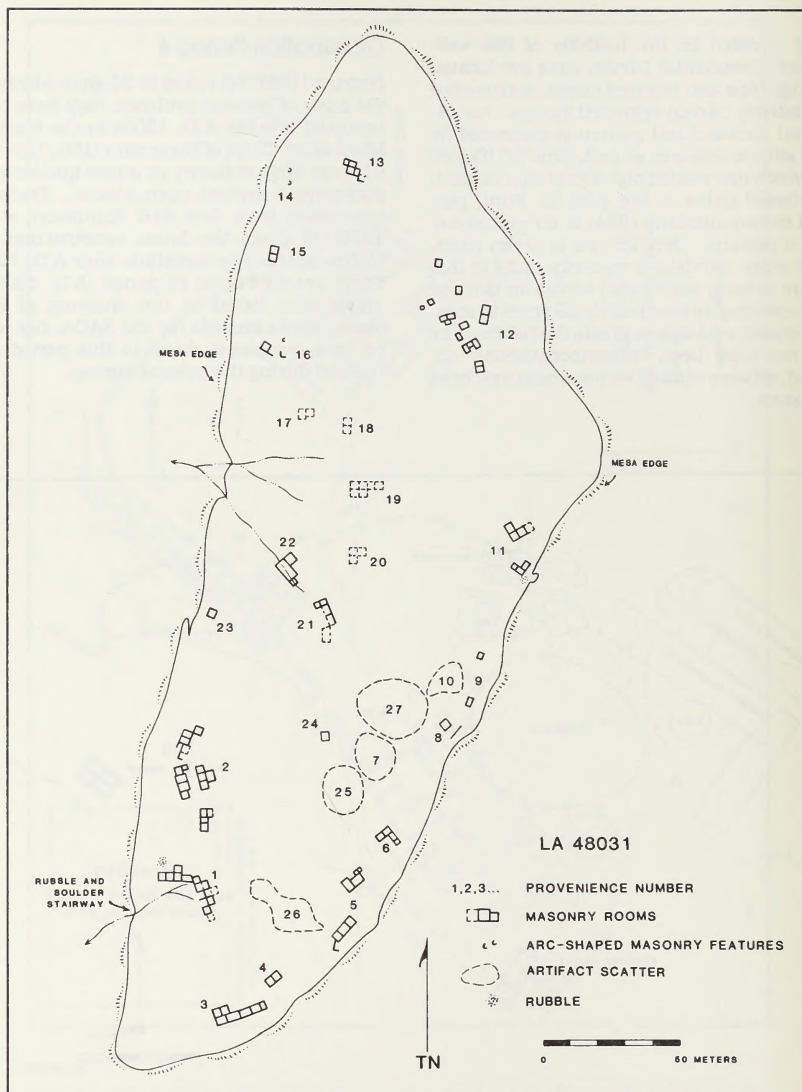 13
14
15
12
16
MESA EDGE
17
18
MESA EDGE
19
11
22
20
21
23
10
9
27
24
8
7
2
25
6
LA 48031
RUBBLE AND
BOULDER
STAIRWAY
1
1,2,3... PROVENIENCE NUMBER
MASONRY ROOMS
5
26
ARC-SHAPED MASONRY FEATURES
ARTIFACT SCATTER
4
RUBBLE
3
TN
0 50 METERS